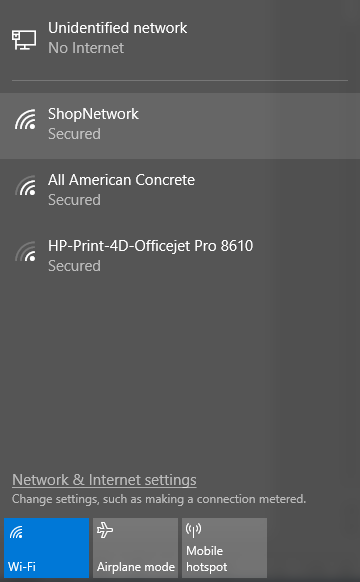 Unidentified network
No Internet
ShopNetwork
Secured
All American Concrete
Secured
HP-Print-4D-Officejet Pro 8610
Secured
Network & Internet settings
Change settings, such as making a connection metered.
Wi-Fi
Airplane mode
Mobile
hotspot